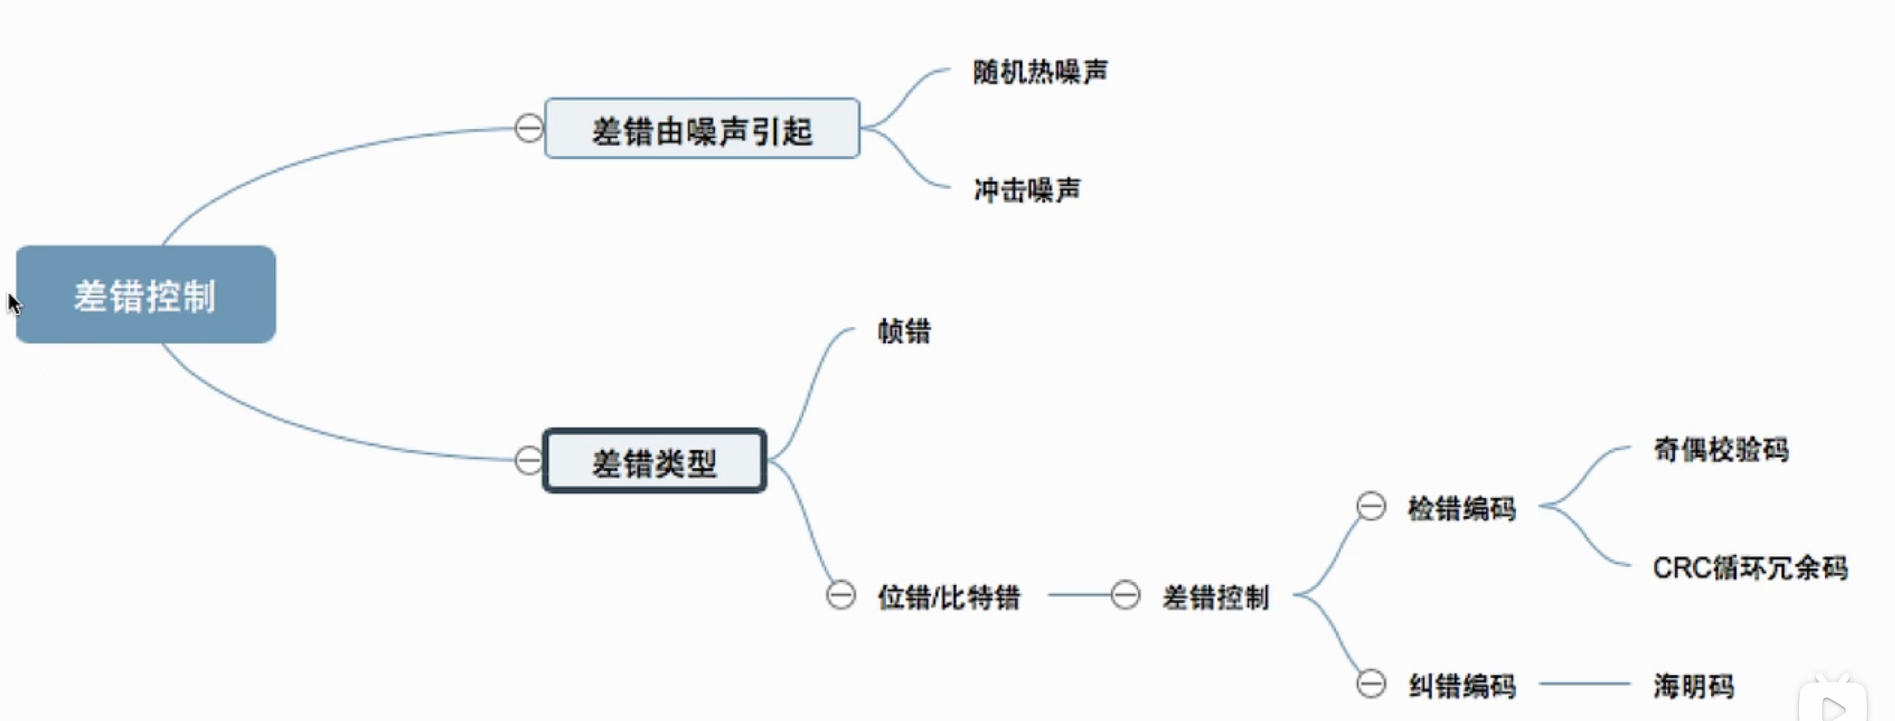 随机热噪声
差错由噪声引起
冲击噪声
差错控制
帧错
差错类型
奇偶校验码
检错编码
CRC循环冗余码
位错/比特错
差错控制
纠错编码
海明码